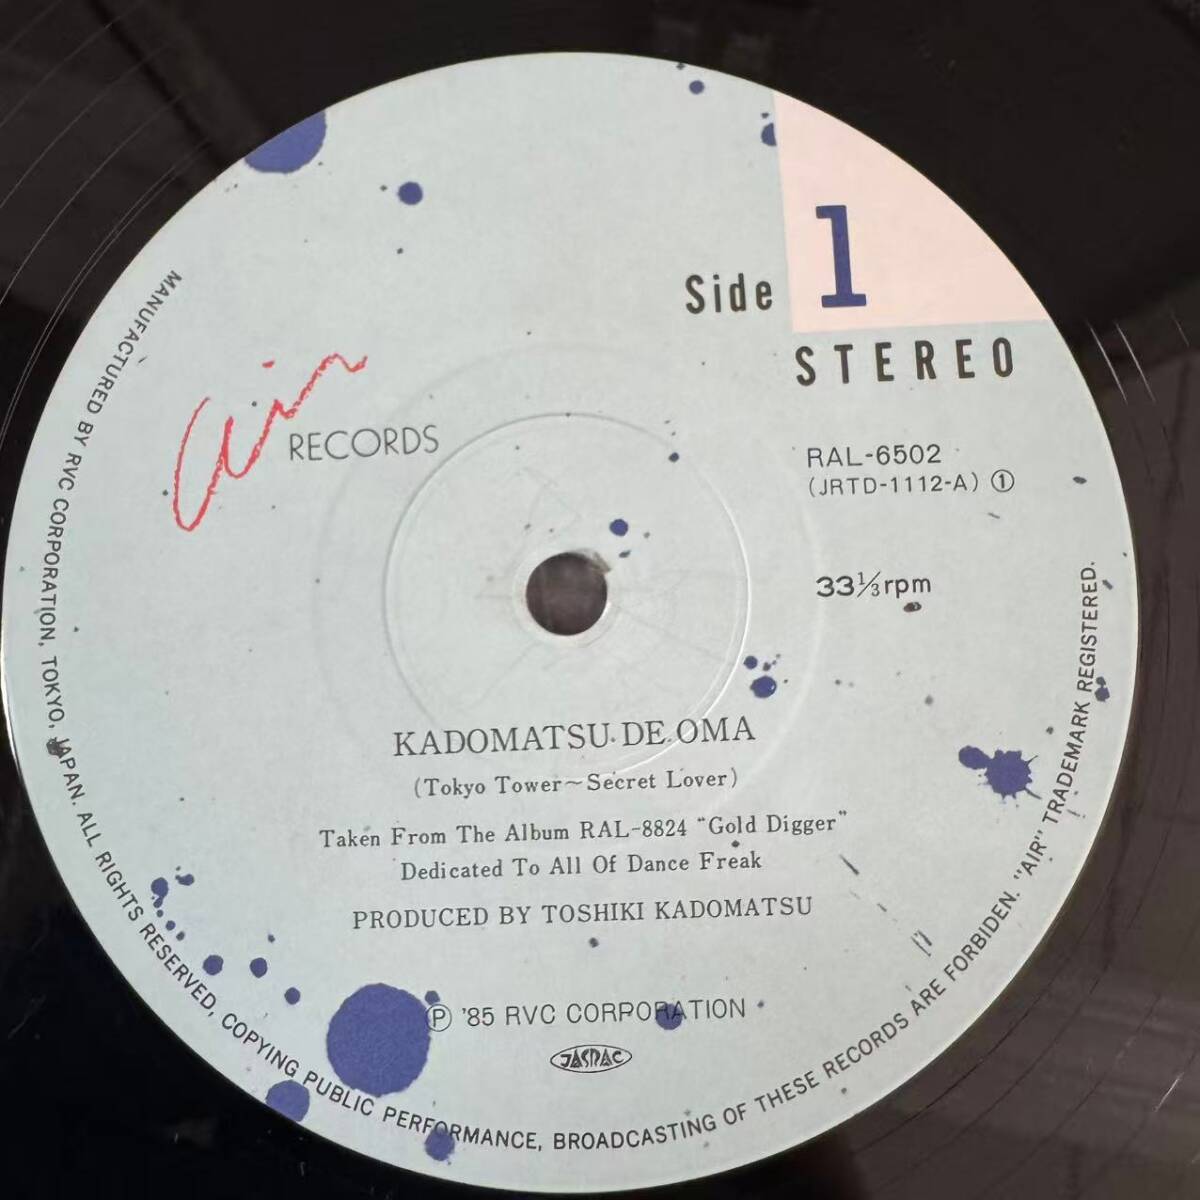 Side 1
STEREO
air RECORDS
RAL-6502
(JRTD-1112-A) ①
33⅓rpm
KADOMATSU DE OMA
(Tokyo Tower~Secret Lover)
Taken From The Album RAL-8824 "Gold Digger"
Dedicated To All Of Dance Freak
PRODUCED BY TOSHIKI KADOMATSU
Ⓟ '85 RVC CORPORATION
JASRAC
MANUFACTURED BY RVC CORPORATION, TOKYO, JAPAN. ALL RIGHTS RESERVED, COPYING PUBLIC PERFORMANCE, BROADCASTING OF THESE RECORDS ARE FORBIDEN. "AIR" TRADEMARK REGISTERED.